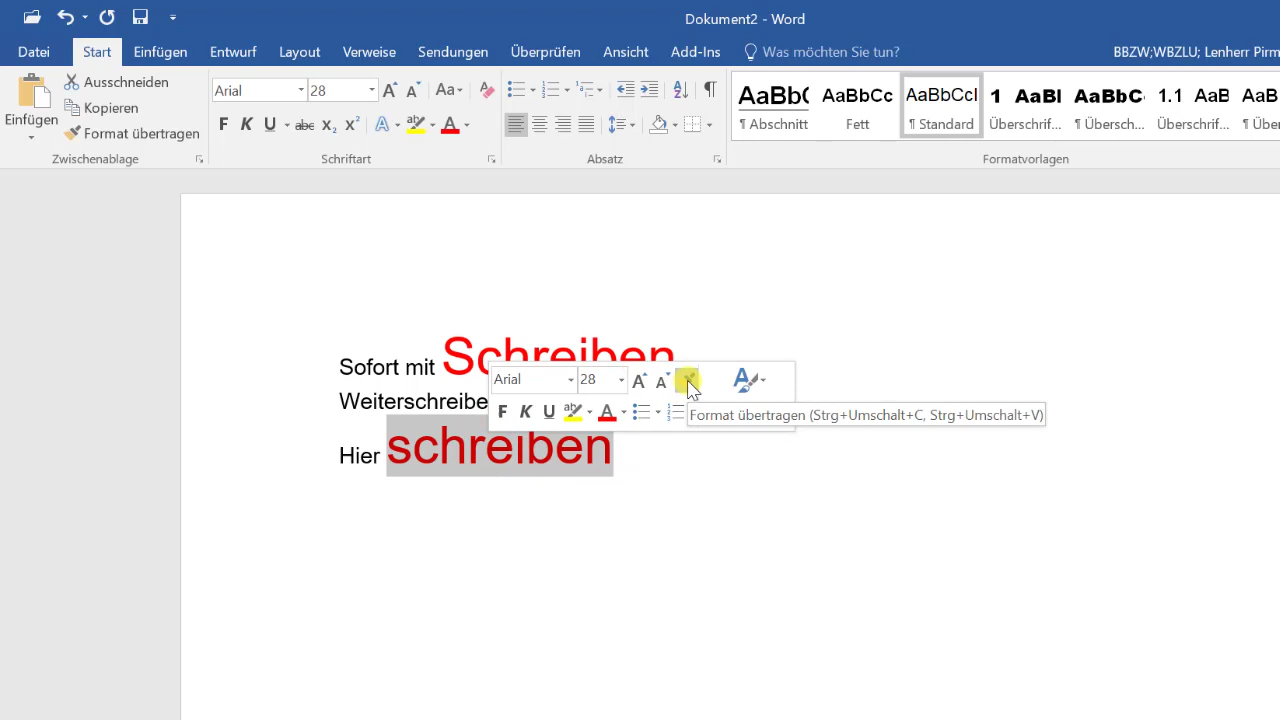 Dokument2 - Word
Datei Start Einfügen Entwurf Layout Verweise Sendungen Überprüfen Ansicht Add-Ins Was möchten Sie tun? BBZW;WBZLU; Lenherr Pirm
Einfügen
Ausschneiden
Kopieren
Format übertragen
Zwischenablage
Arial 28 Aa
F K U abc x₂ x²
Schriftart
Absatz
AaBb( AaBbCc AaBbCcI 1 AaBl AaBbC 1.1 AaB AaB
¶ Abschnitt Fett ¶ Standard Überschrif... ¶ Übersch... Überschrif... ¶ Über
Formatvorlagen
Sofort mit Schreiben
Arial 28
Weiterschreibe
F K U
Format übertragen (Strg+Umschalt+C, Strg+Umschalt+V)
Hier schreiben